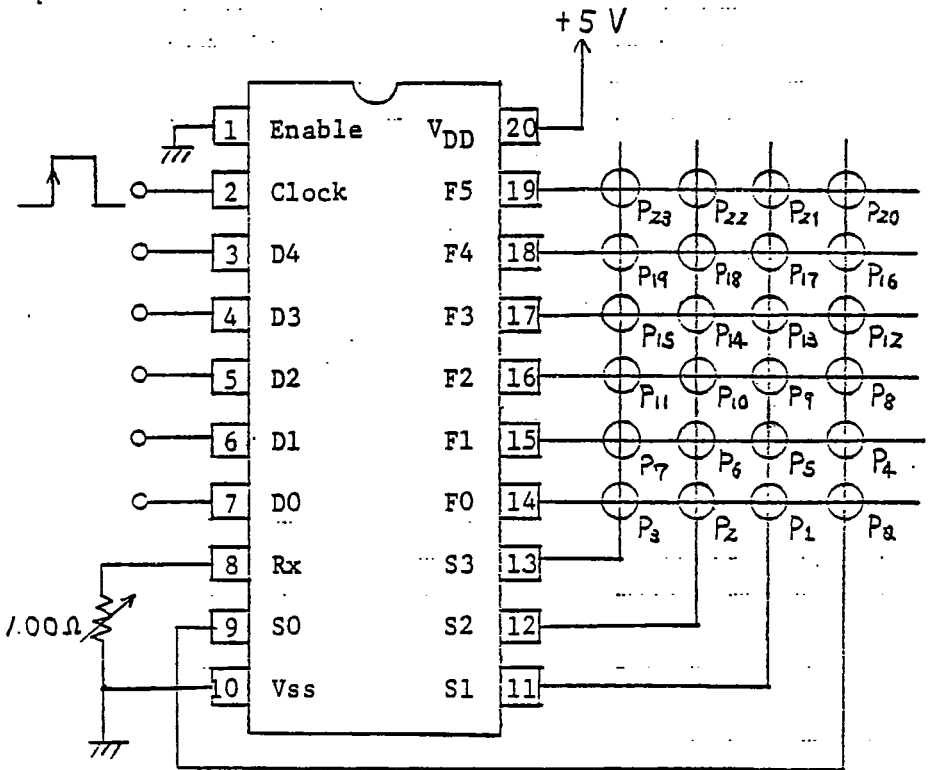 +5 V
1 Enable VDD 20
2 Clock F5 19
P23 P22 P21 P20
3 D4 F4 18
P19 P18 P17 P16
4 D3 F3 17
P15 P14 P13 P12
5 D2 F2 16
P11 P10 P9 P8
6 D1 F1 15
P7 P6 P5 P4
7 D0 F0 14
P3 P2 P1 P0
8 Rx S3 13
1.00Ω
9 S0 S2 12
10 Vss S1 11